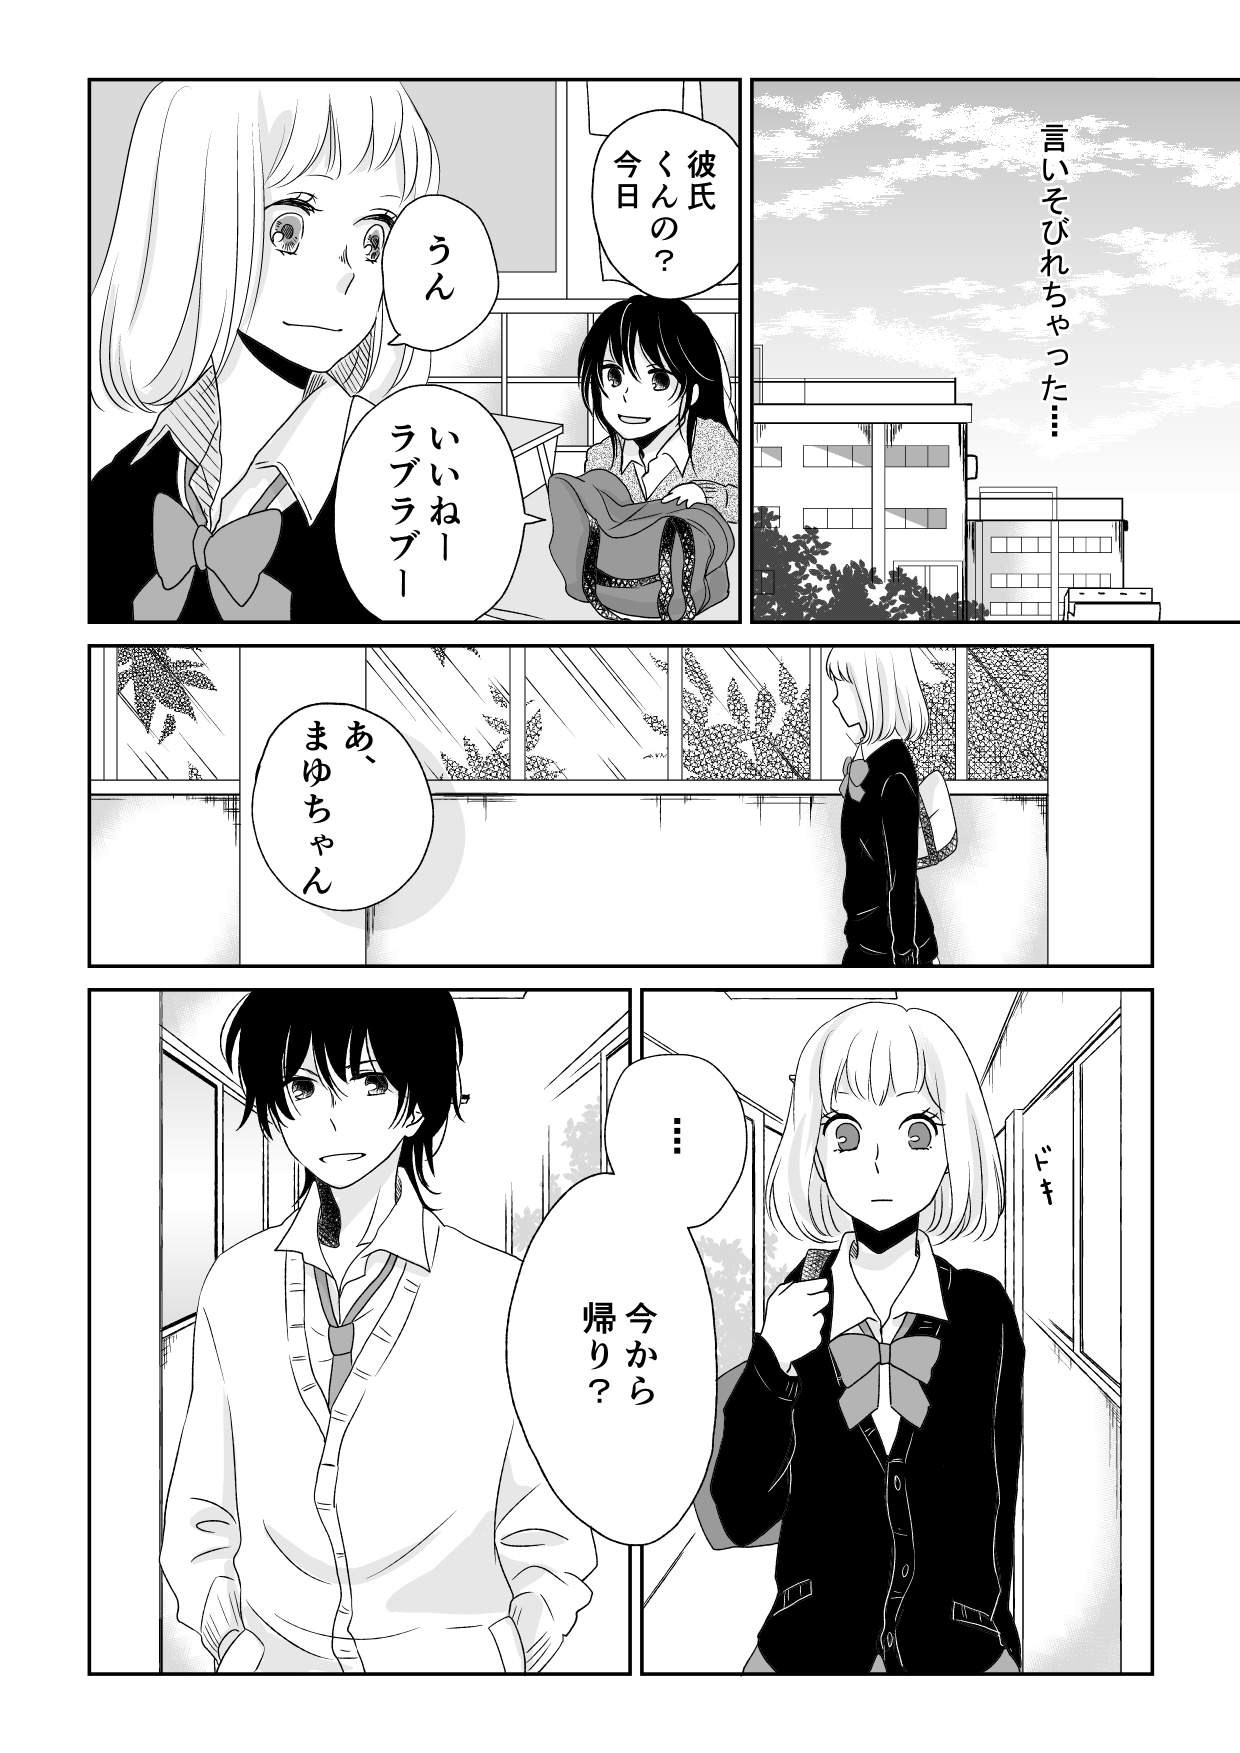 言いそびれちゃった…
今日
彼氏
くんの？
うん
いいねー
ラブラブー
あ、
まゆちゃん
ドキ
…
今から
帰り？